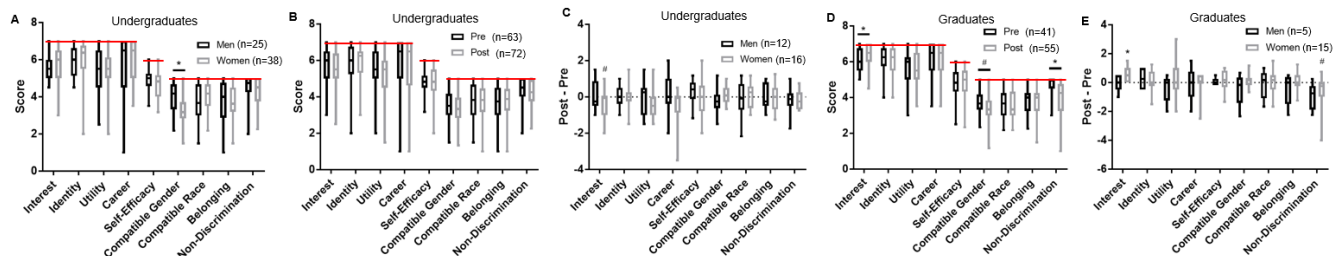 A
Undergraduates
Score
8
6
4
2
0
Men (n=25)
Women (n=38)
*
Interest
Identity
Utility
Career
Self-Efficacy
Compatible Gender
Compatible Race
Belonging
Non-Discrimination
B
Undergraduates
Score
8
6
4
2
0
Pre (n=63)
Post (n=72)
Interest
Identity
Utility
Career
Self-Efficacy
Compatible Gender
Compatible Race
Belonging
Non-Discrimination
C
Undergraduates
Post - Pre
6
4
2
0
-2
-4
-6
Men (n=12)
Women (n=16)
#
Interest
Identity
Utility
Career
Self-Efficacy
Compatible Gender
Compatible Race
Belonging
Non-Discrimination
D
Graduates
Score
8
6
4
2
0
*
Pre (n=41)
Post (n=55)
#
*
Interest
Identity
Utility
Career
Self-Efficacy
Compatible Gender
Compatible Race
Belonging
Non-Discrimination
E
Graduates
Post - Pre
6
4
2
0
-2
-4
Men (n=5)
Women (n=15)
*
#
Interest
Identity
Utility
Career
Self-Efficacy
Compatible Gender
Compatible Race
Belonging
Non-Discrimination